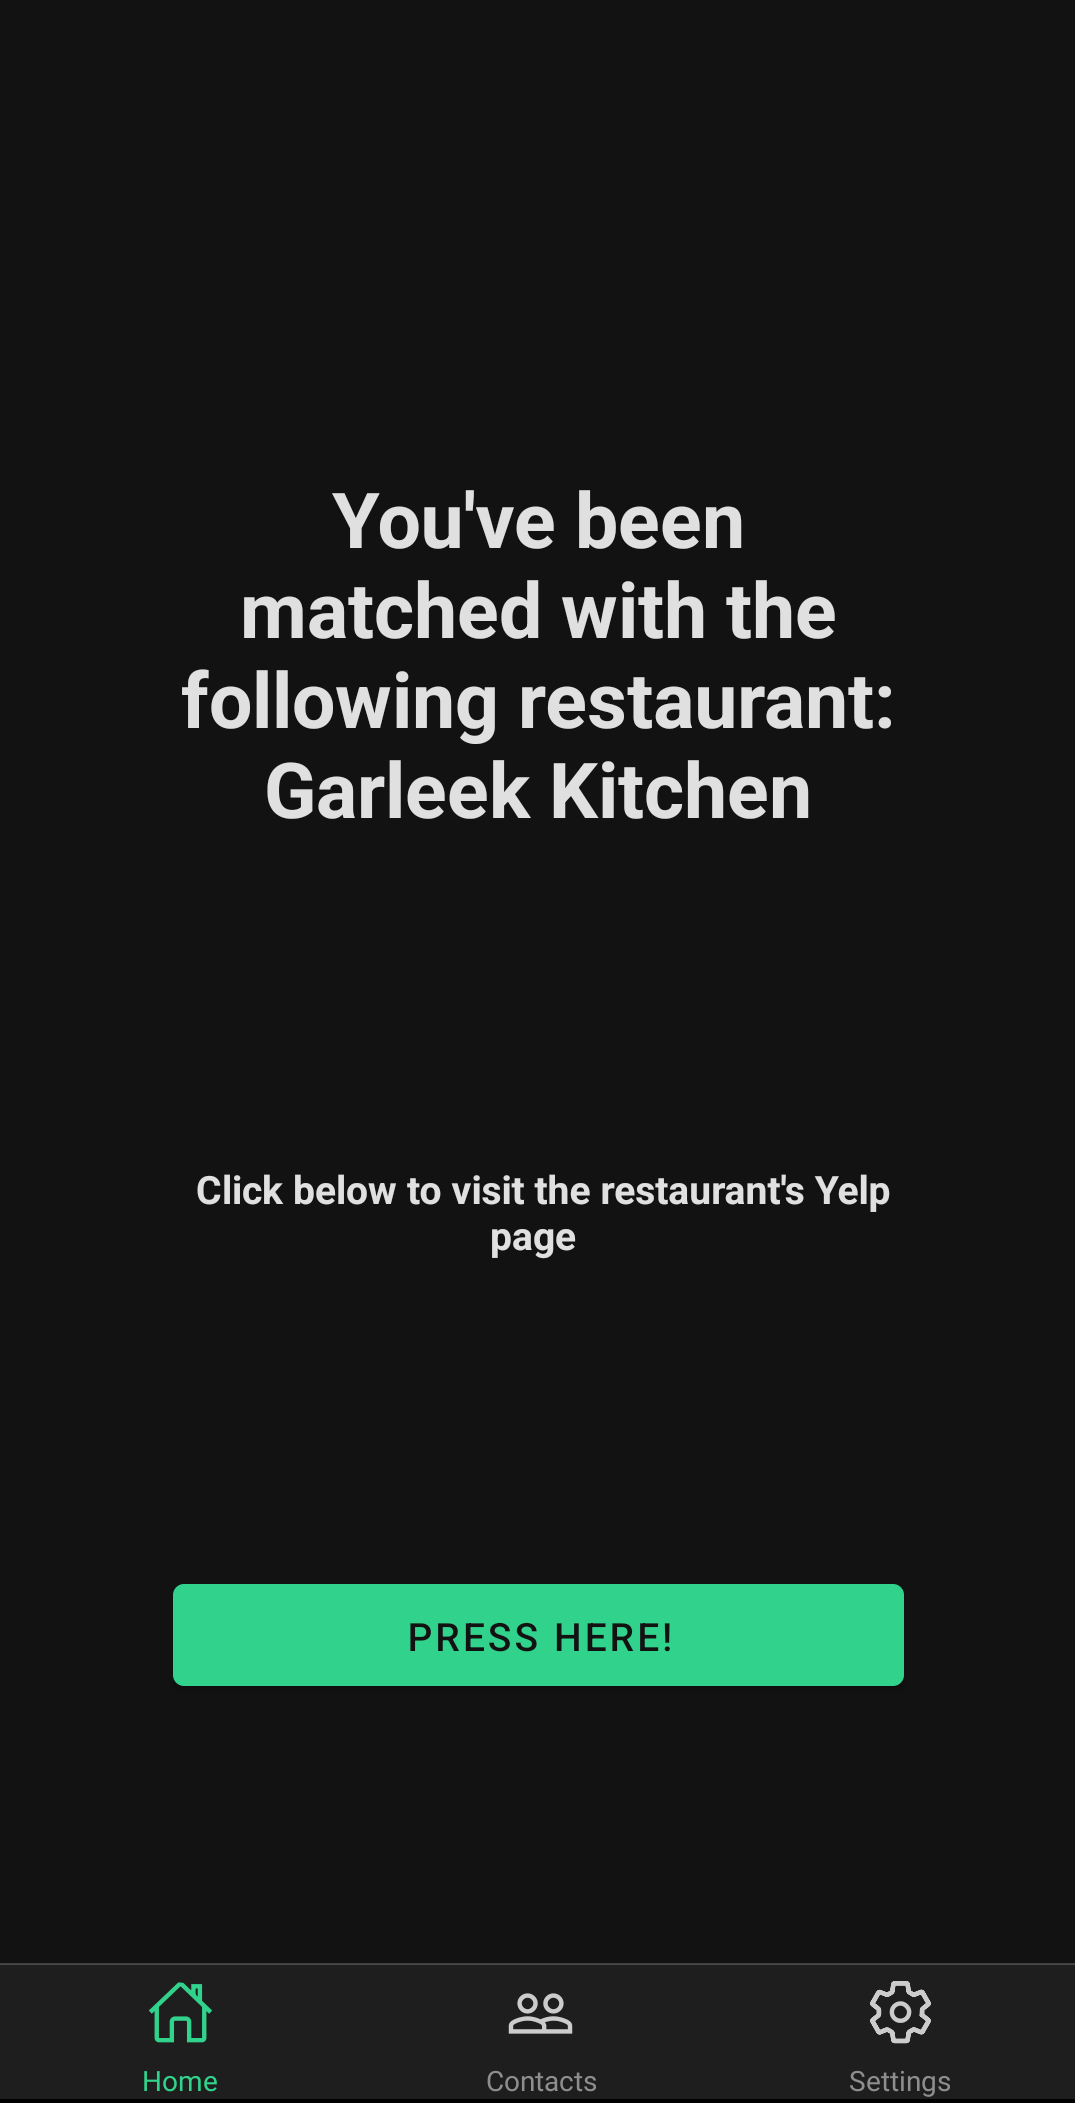 You've been
matched with the
following restaurant:
Garleek Kitchen
Click below to visit the restaurant's Yelp
page
PRESS HERE!
Home
Contacts
Settings